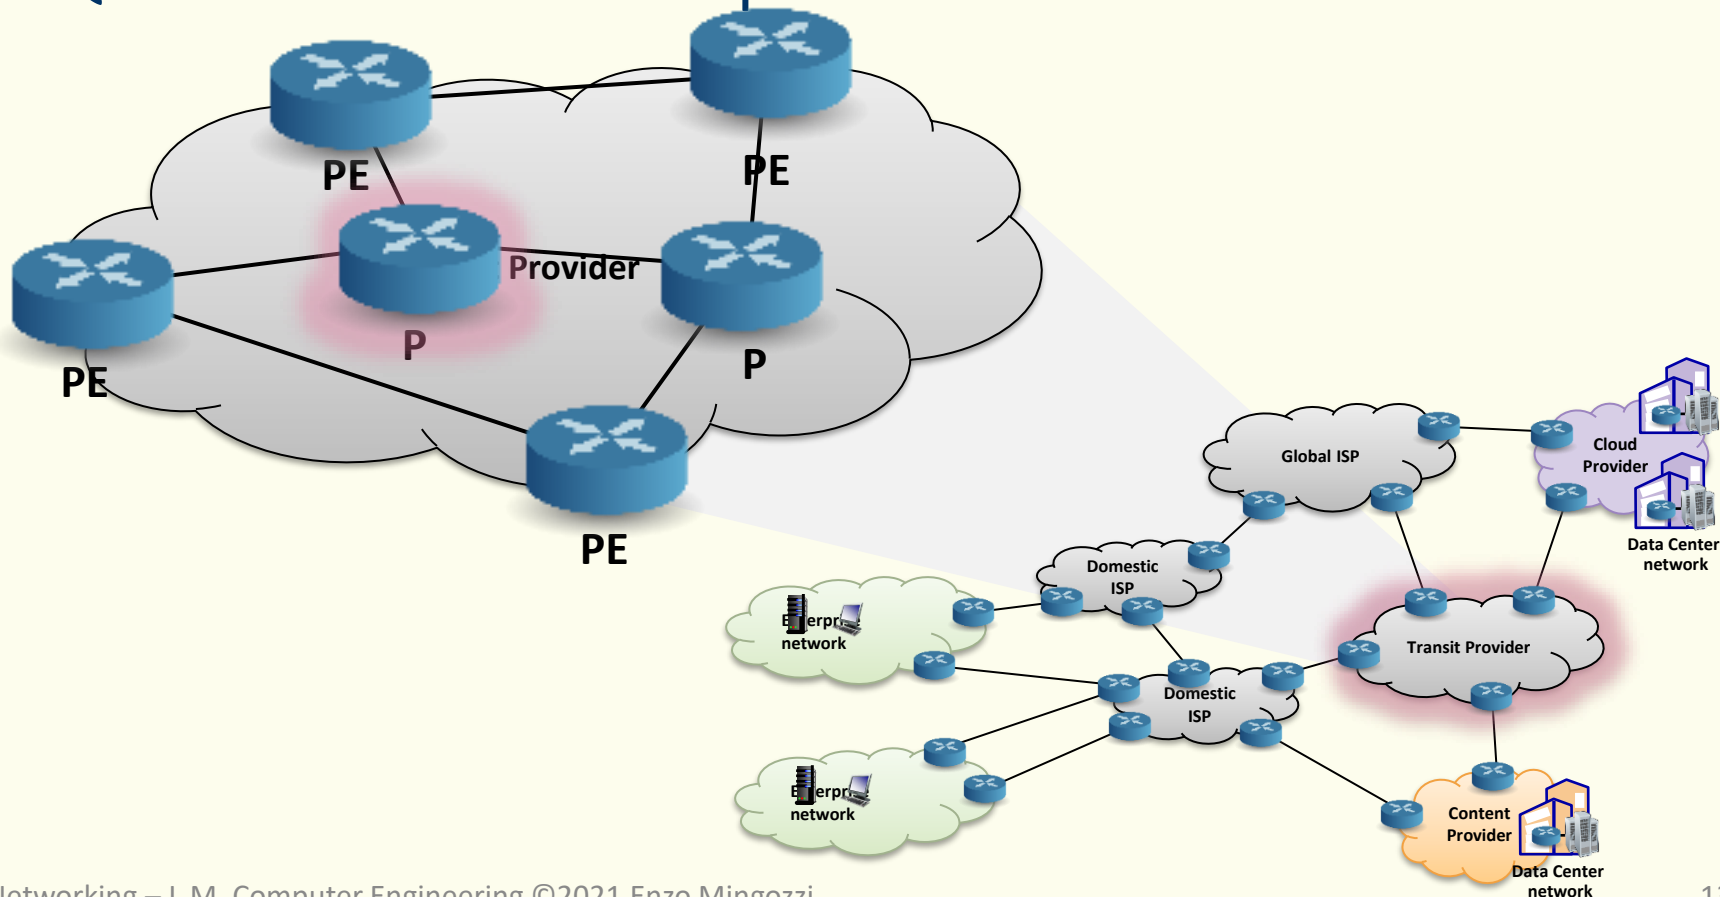 PE
PE
Provider
P
P
PE
PE
Global ISP
Cloud
Provider
Data Center
network
Domestic
ISP
network
Transit Provider
Domestic
ISP
network
Content
Provider
Data Center
network
Networking – L.M. Computer Engineering ©2021 Enzo Mingozzi